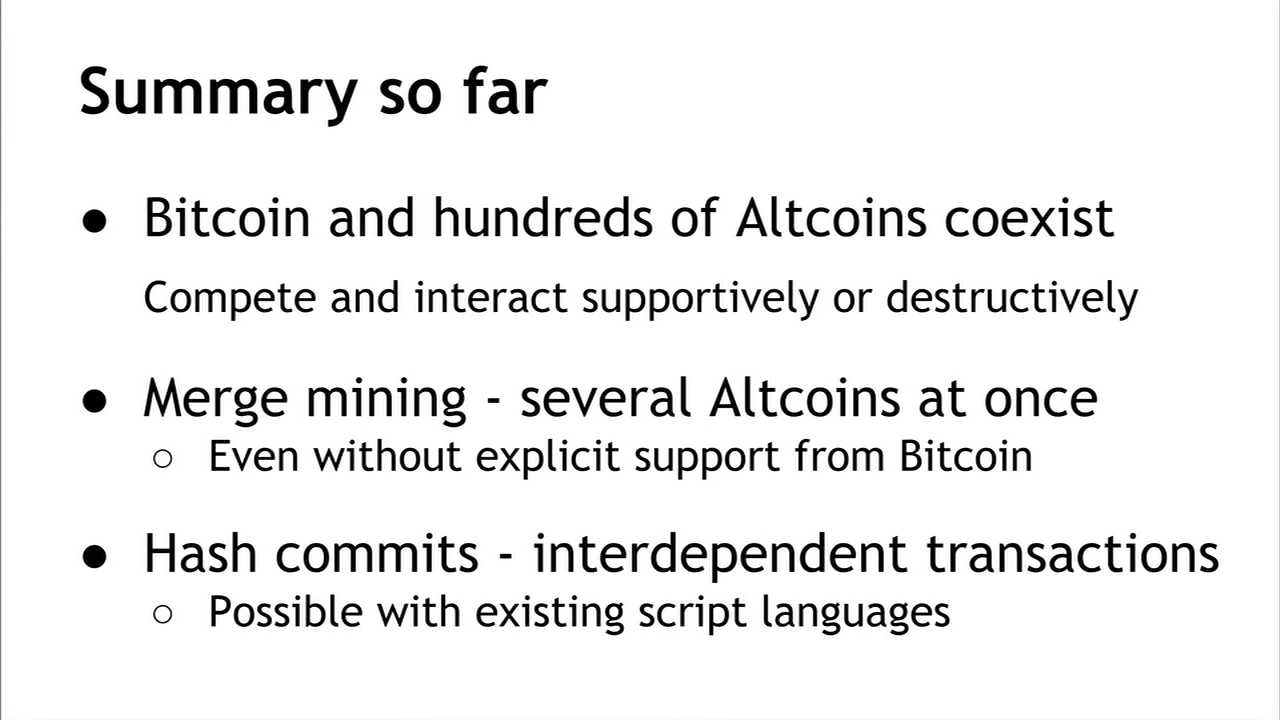 Summary so far
● Bitcoin and hundreds of Altcoins coexist
Compete and interact supportively or destructively
● Merge mining - several Altcoins at once
○ Even without explicit support from Bitcoin
● Hash commits - interdependent transactions
○ Possible with existing script languages